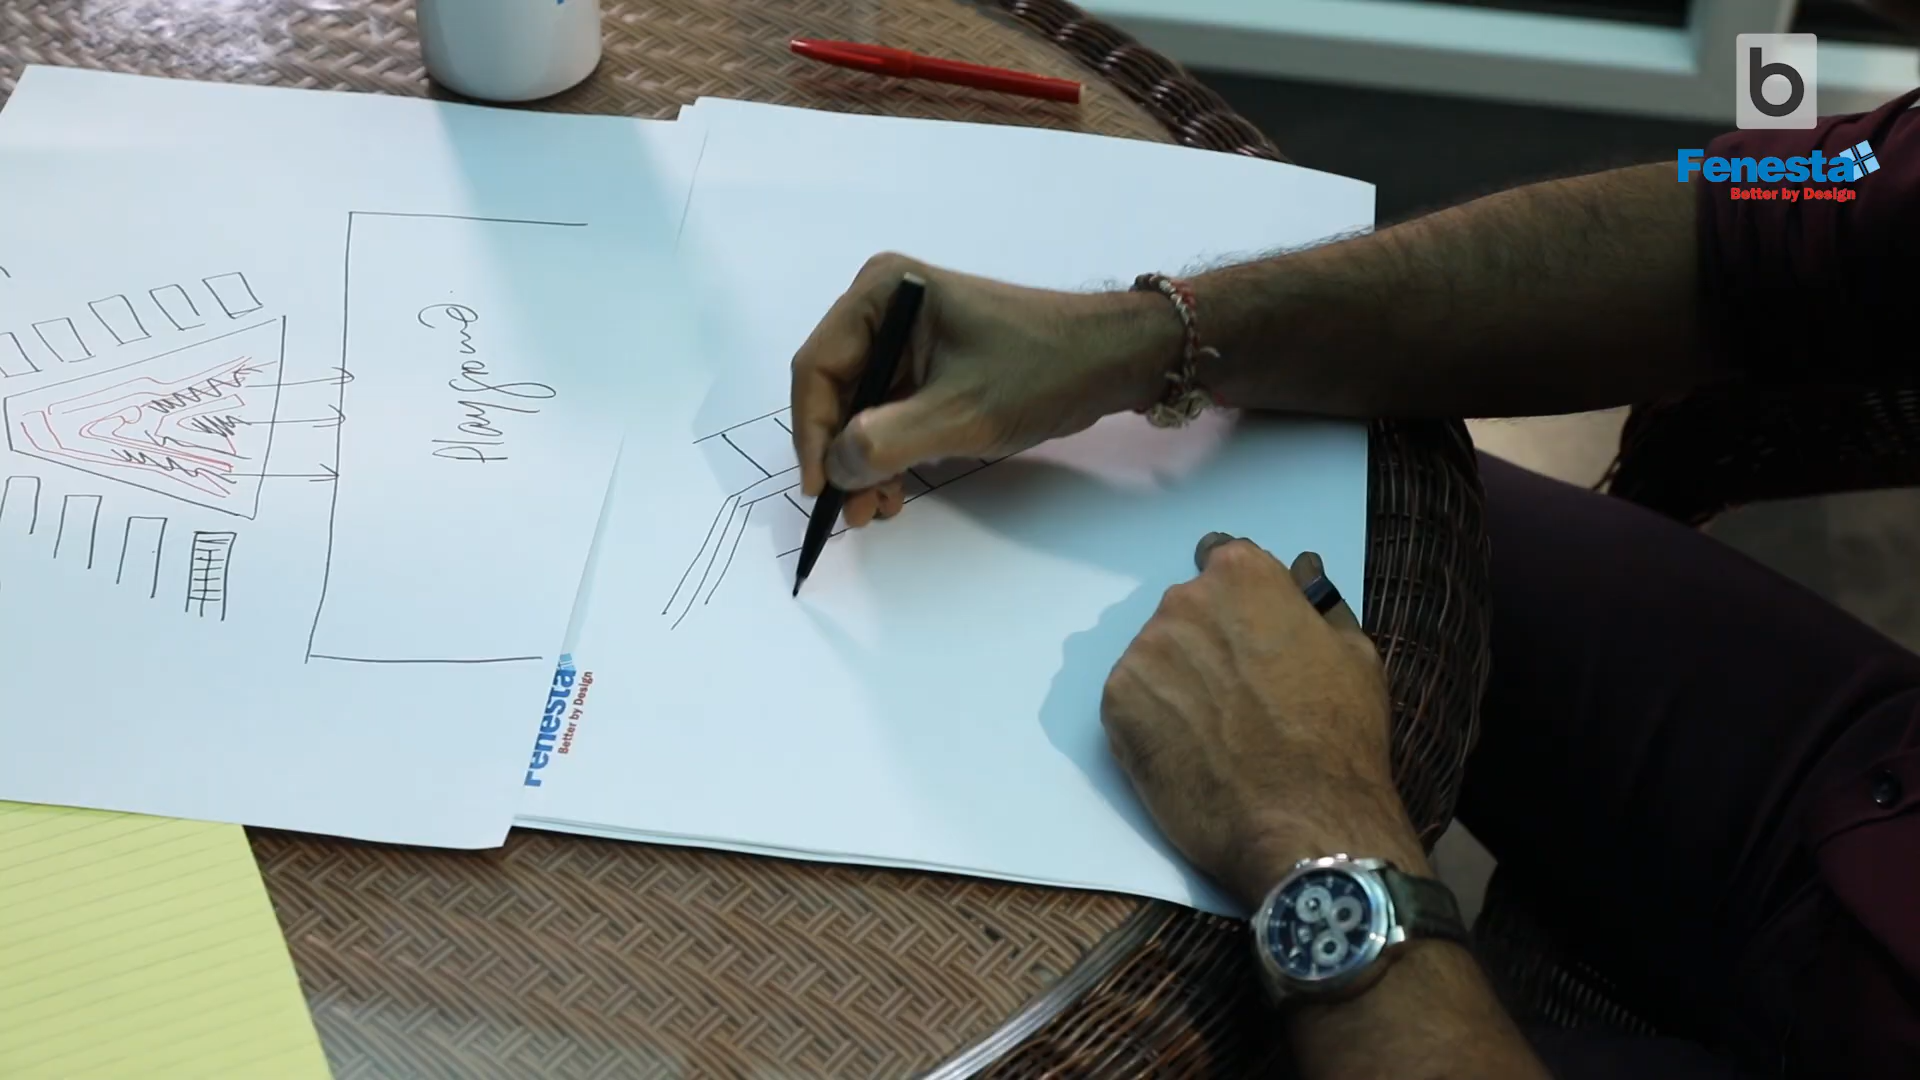 b
Fenesta
Better by Design
Playground
Fenesta
Better by Design